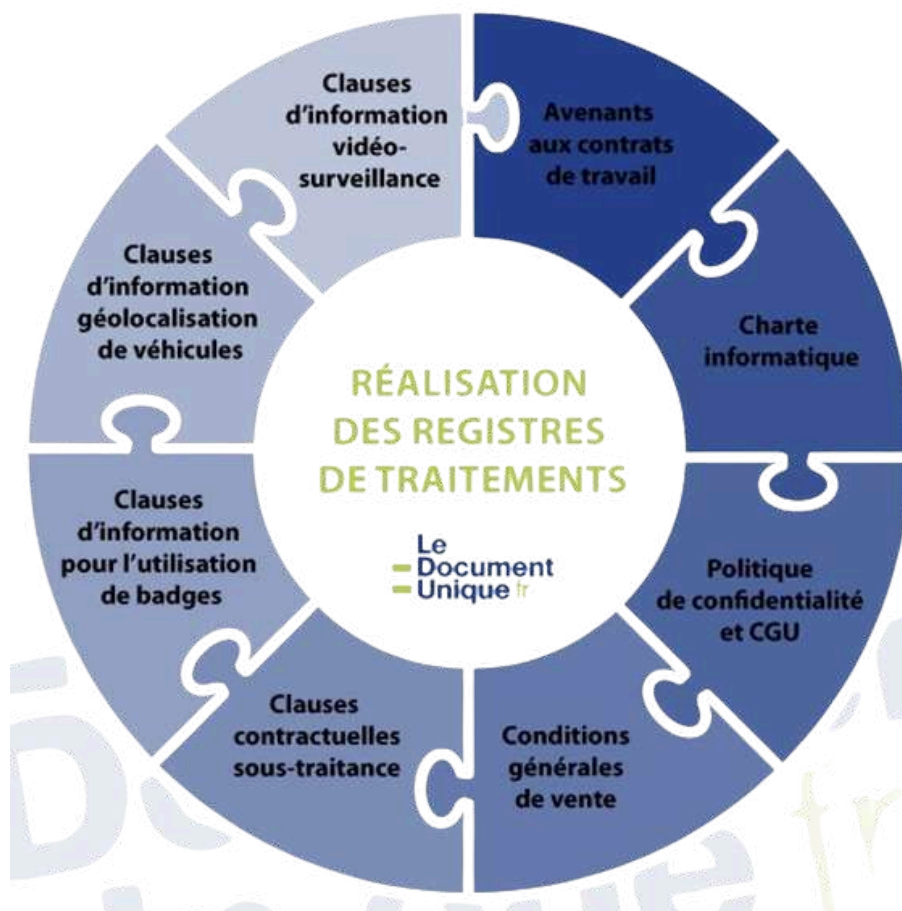 Clauses
d'information
vidéo-
surveillance
Avenants
aux contrats
de travail
Charte
informatique
Politique
de confidentialité
et CGU
Conditions
générales
de vente
Clauses
contractuelles
sous-traitance
Clauses
d'information
pour l'utilisation
de badges
Clauses
d'information
géolocalisation
de véhicules
RÉALISATION
DES REGISTRES
DE TRAITEMENTS
Le
Document
Unique fr